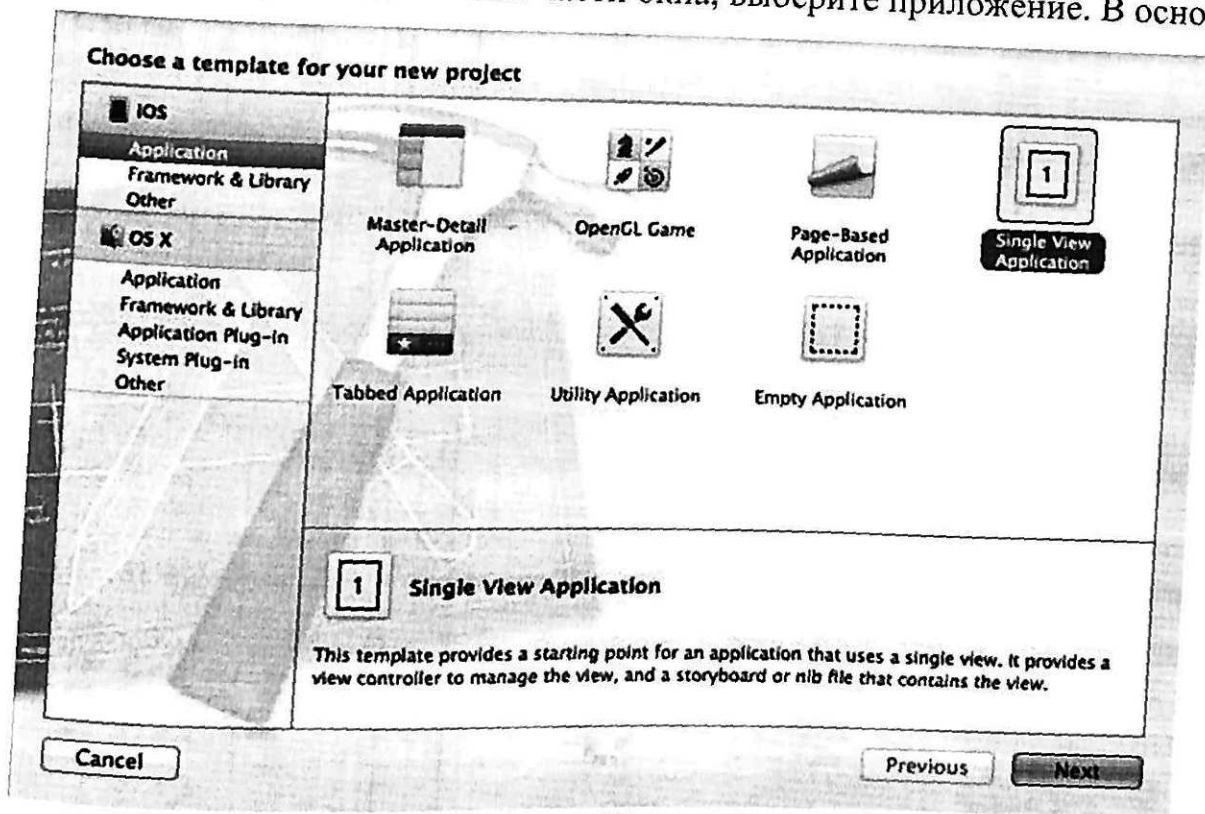 окна, выберите приложение. В осно
Choose a template for your new project
iOS
Application
Framework & Library
Other
OS X
Application
Framework & Library
Application Plug-in
System Plug-in
Other
Master-Detail
Application
OpenGL Game
Page-Based
Application
1
Single View
Application
Tabbed Application
Utility Application
Empty Application
1
Single View Application
This template provides a starting point for an application that uses a single view. It provides a
view controller to manage the view, and a storyboard or nib file that contains the view.
Cancel
Previous
Next